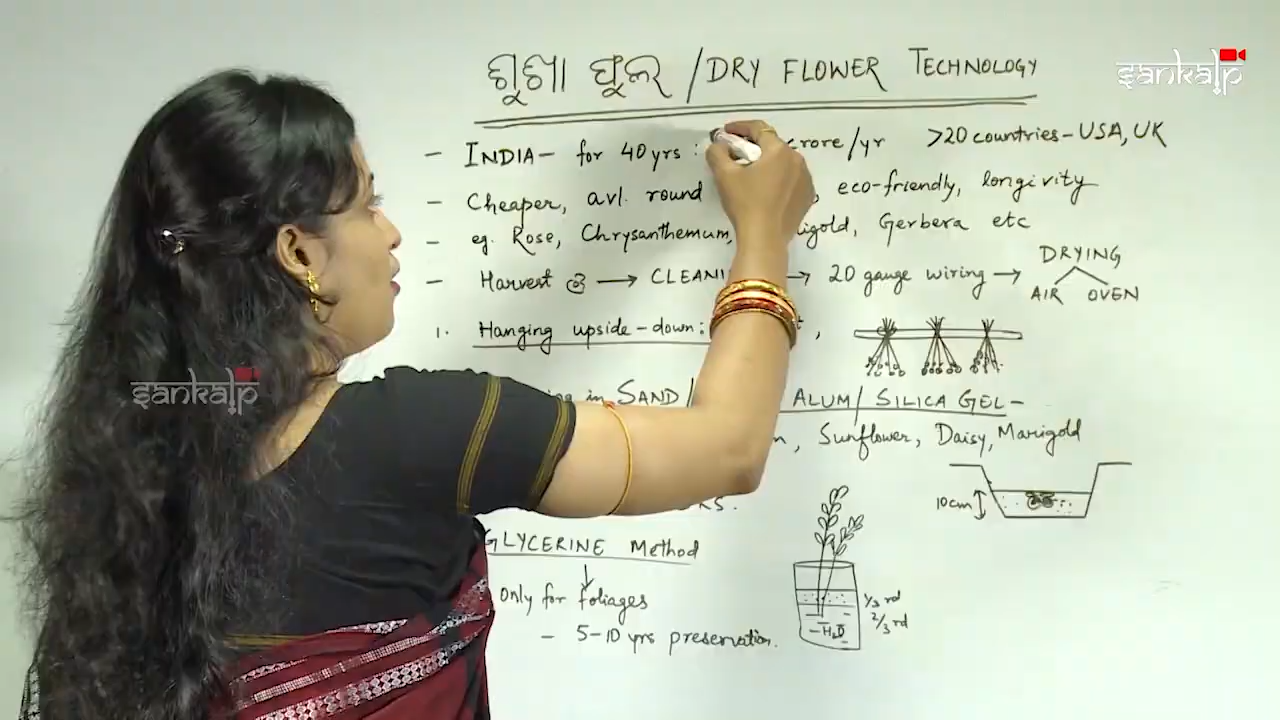 ଶୁଖା ଫୁଲର /DRY FLOWER TECHNOLOGY
sankalp
- INDIA- for 40 yrs : crore/yr >20 countries-USA, UK
- Cheaper, avl. round , eco-friendly, longivity
- eg. Rose, Chrysanthemum, Gerbera etc
- Harvest @ → → 20 gauge wiring → DRYING
AIR OVEN
1. Hanging upside-down: ,
sankalp
in SAND/ ALUM/ SILICA GEL-
, Sunflower, Daisy, Marigold
10cm
GLYCERINE Method
Only for foliages
- 5-10 yrs preservation.
1/3 rd
2/3 rd
-H₂O